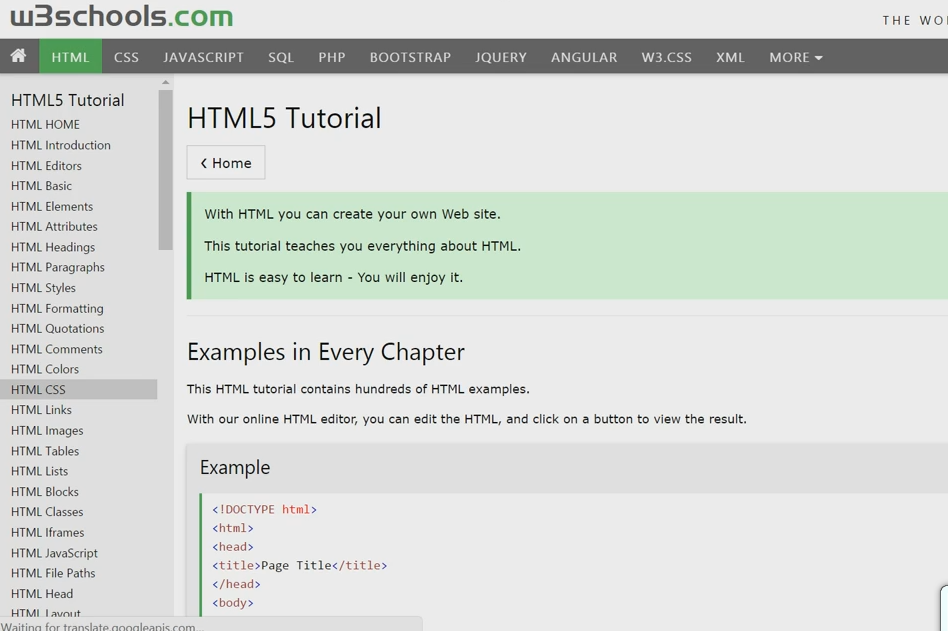 w3schools.com
THE WO
HTML CSS JAVASCRIPT SQL PHP BOOTSTRAP JQUERY ANGULAR W3.CSS XML MORE
HTML5 Tutorial
HTML HOME
HTML Introduction
HTML Editors
HTML Basic
HTML Elements
HTML Attributes
HTML Headings
HTML Paragraphs
HTML Styles
HTML Formatting
HTML Quotations
HTML Comments
HTML Colors
HTML CSS
HTML Links
HTML Images
HTML Tables
HTML Lists
HTML Blocks
HTML Classes
HTML Iframes
HTML JavaScript
HTML File Paths
HTML Head
HTML Layout
Waiting for translate.googleapis.com...
HTML5 Tutorial
❮ Home
With HTML you can create your own Web site.
This tutorial teaches you everything about HTML.
HTML is easy to learn - You will enjoy it.
Examples in Every Chapter
This HTML tutorial contains hundreds of HTML examples.
With our online HTML editor, you can edit the HTML, and click on a button to view the result.
Example
<!DOCTYPE html>
<html>
<head>
<title>Page Title</title>
</head>
<body>